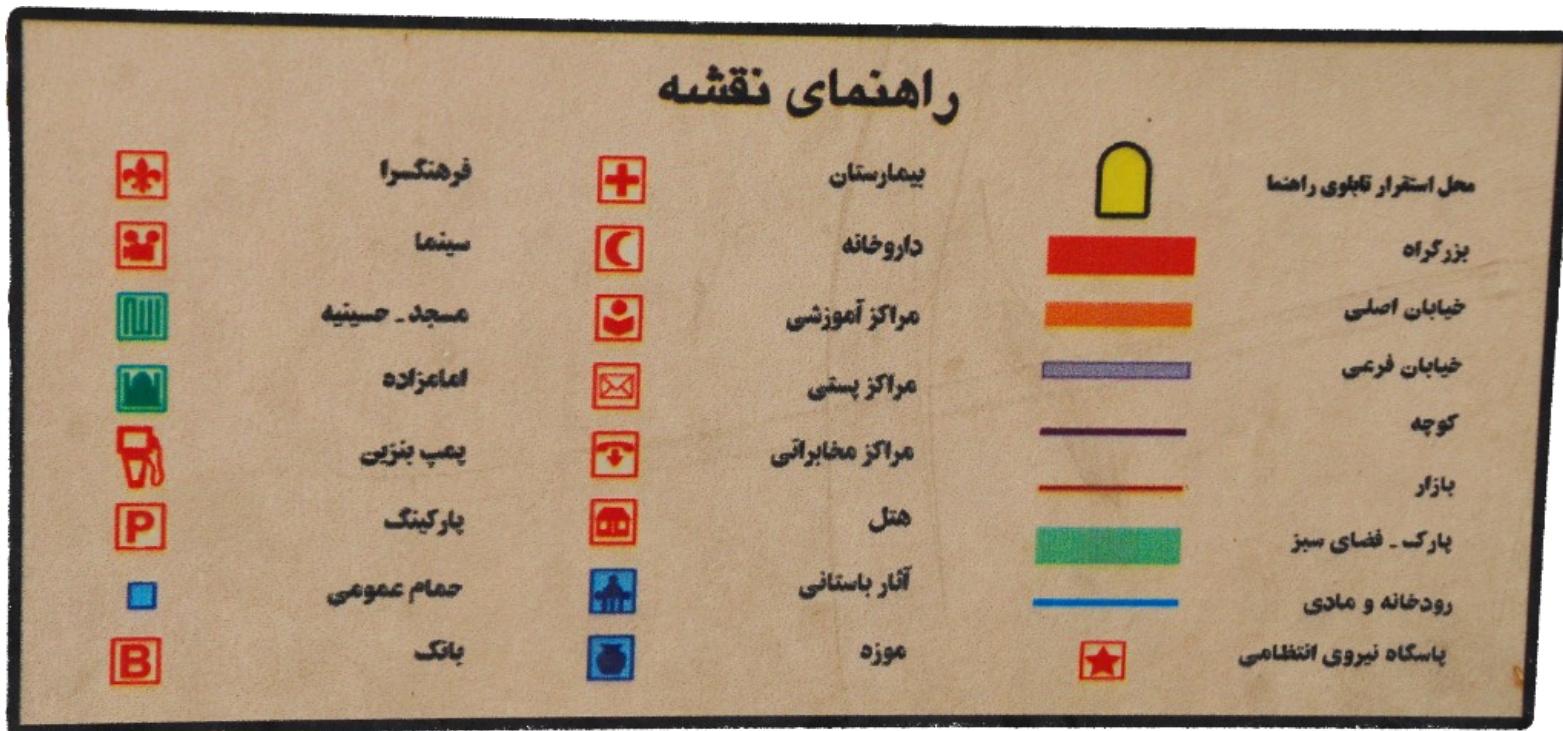 راهنمای نقشه
محل استقرار تابلوی راهنما
بزرگراه
خیابان اصلی
خیابان فرعی
کوچه
بازار
پارک ـ فضای سبز
رودخانه و مادی
پاسگاه نیروی انتظامی
بیمارستان
داروخانه
مراکز آموزشی
مراکز پستی
مراکز مخابراتی
هتل
آثار باستانی
موزه
فرهنگسرا
سینما
مسجد ـ حسینیه
امامزاده
پمپ بنزین
پارکینگ
P
حمام عمومی
بانک
B